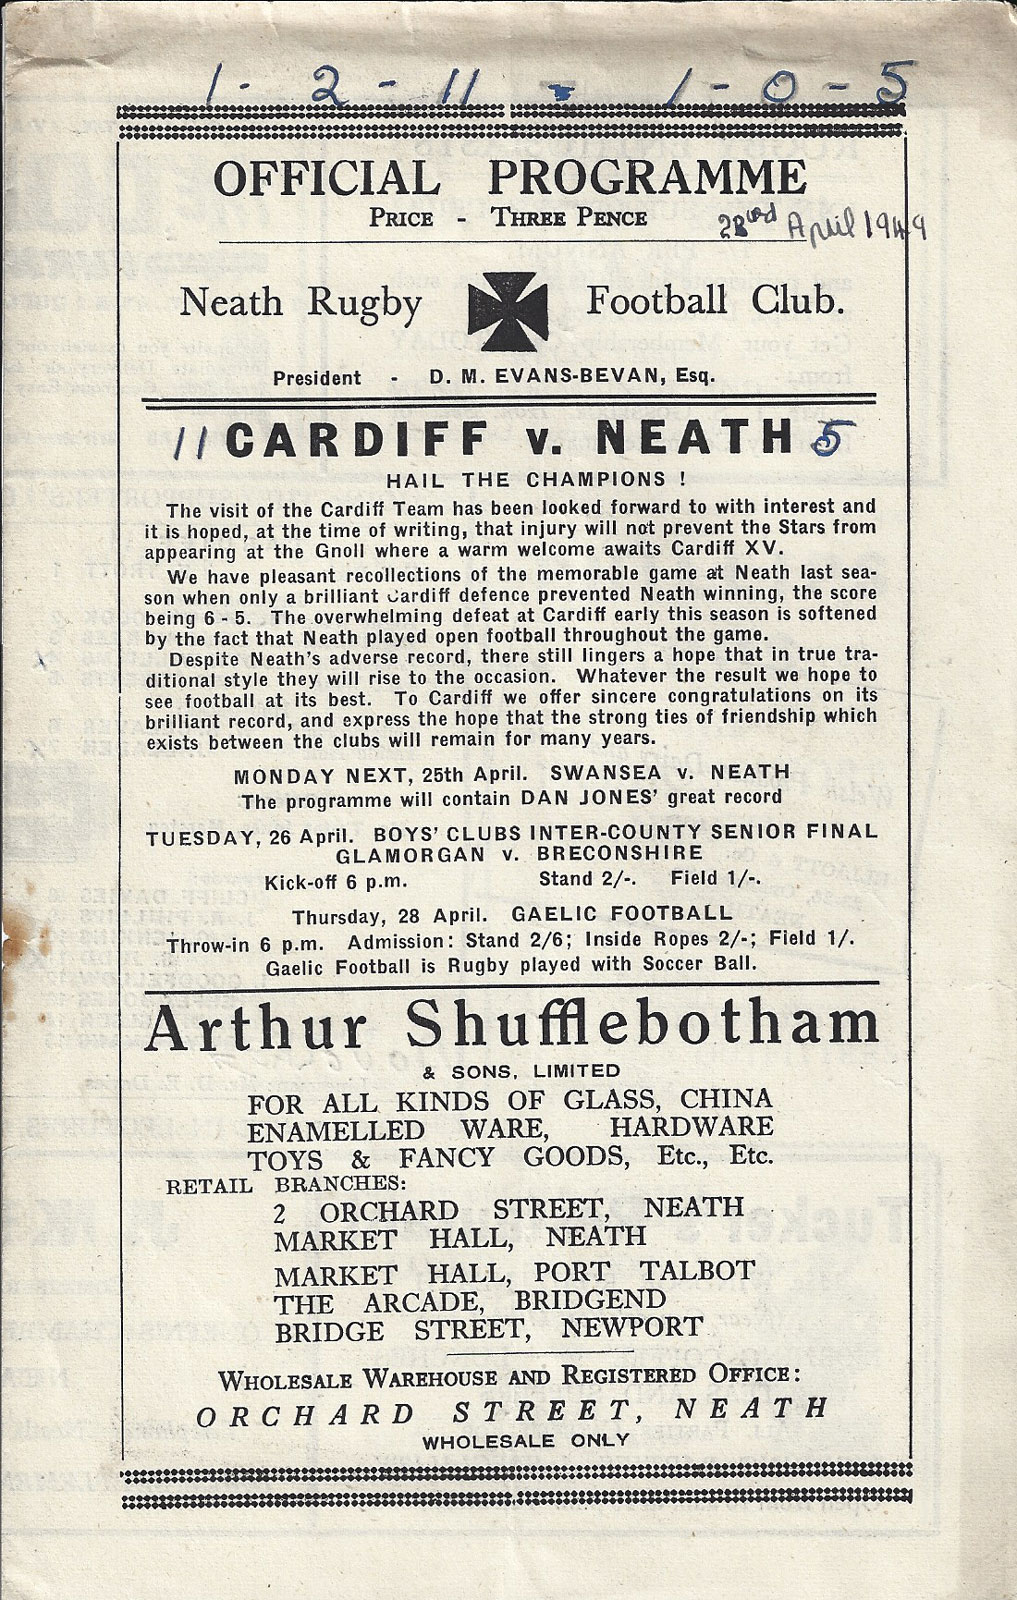 1 - 2 - 11 - 1 - 0 - 5
OFFICIAL PROGRAMME
PRICE - THREE PENCE
April 1949
Neath Rugby Football Club.
President - D. M. EVANS-BEVAN, Esq.
11 CARDIFF v. NEATH 5
HAIL THE CHAMPIONS !
The visit of the Cardiff Team has been looked forward to with interest and
it is hoped, at the time of writing, that injury will not prevent the Stars from
appearing at the Gnoll where a warm welcome awaits Cardiff XV.
We have pleasant recollections of the memorable game at Neath last sea-
son when only a brilliant Cardiff defence prevented Neath winning, the score
being 6 - 5. The overwhelming defeat at Cardiff early this season is softened
by the fact that Neath played open football throughout the game.
Despite Neath's adverse record, there still lingers a hope that in true tra-
ditional style they will rise to the occasion. Whatever the result we hope to
see football at its best. To Cardiff we offer sincere congratulations on its
brilliant record, and express the hope that the strong ties of friendship which
exists between the clubs will remain for many years.
MONDAY NEXT, 25th April. SWANSEA v. NEATH
The programme will contain DAN JONES' great record
TUESDAY, 26 April. BOYS' CLUBS INTER-COUNTY SENIOR FINAL
GLAMORGAN v. BRECONSHIRE
Kick-off 6 p.m. Stand 2/-. Field 1/-.
Thursday, 28 April. GAELIC FOOTBALL
Throw-in 6 p.m. Admission: Stand 2/6; Inside Ropes 2/-; Field 1/.
Gaelic Football is Rugby played with Soccer Ball.
Arthur Shufflebotham
& SONS, LIMITED
FOR ALL KINDS OF GLASS, CHINA
ENAMELLED WARE, HARDWARE
TOYS & FANCY GOODS, Etc., Etc.
RETAIL BRANCHES:
2 ORCHARD STREET, NEATH
MARKET HALL, NEATH
MARKET HALL, PORT TALBOT
THE ARCADE, BRIDGEND
BRIDGE STREET, NEWPORT
WHOLESALE WAREHOUSE AND REGISTERED OFFICE:
ORCHARD STREET, NEATH
WHOLESALE ONLY